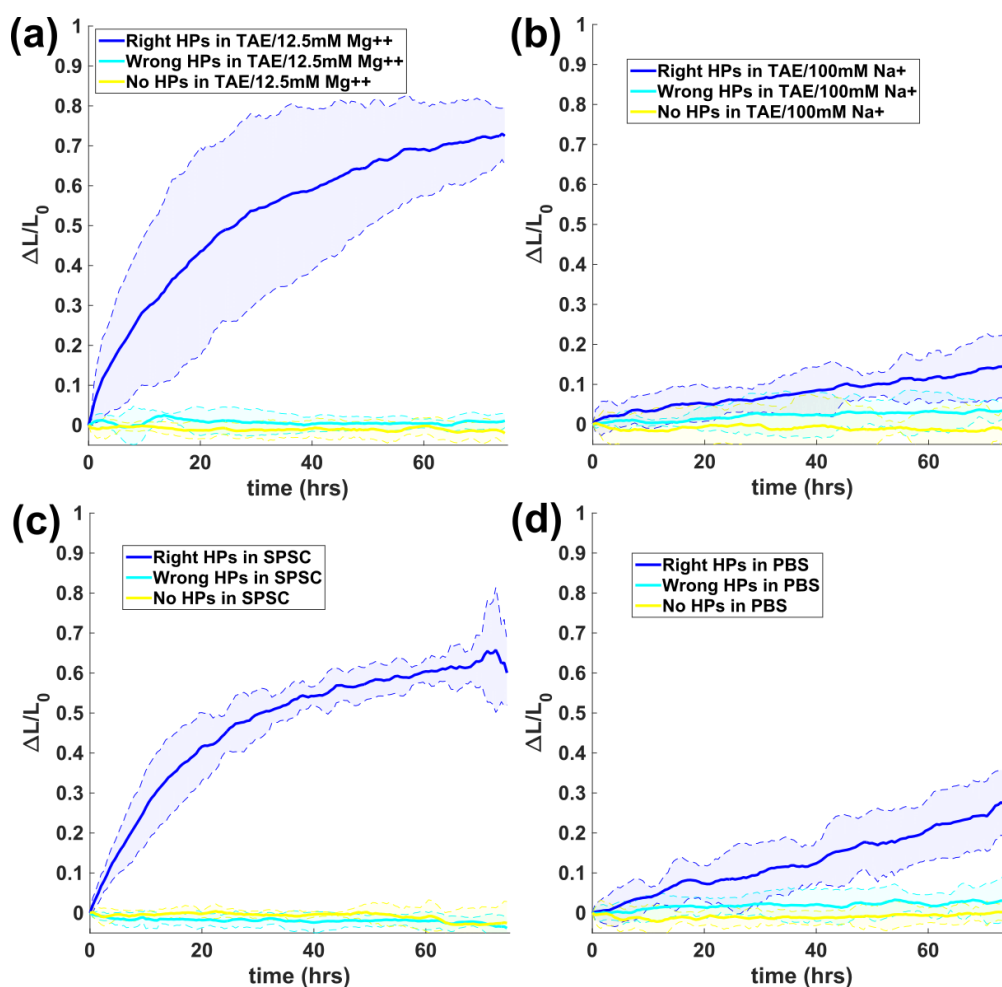 (a)
Right HPs in TAE/12.5mM Mg++
Wrong HPs in TAE/12.5mM Mg++
No HPs in TAE/12.5mM Mg++
1
0.9
0.8
0.7
0.6
0.5
0.4
0.3
0.2
0.1
0
ΔL/L0
0 20 40 60
time (hrs)
(b)
Right HPs in TAE/100mM Na+
Wrong HPs in TAE/100mM Na+
No HPs in TAE/100mM Na+
1
0.9
0.8
0.7
0.6
0.5
0.4
0.3
0.2
0.1
0
ΔL/L0
0 20 40 60
time (hrs)
(c)
Right HPs in SPSC
Wrong HPs in SPSC
No HPs in SPSC
1
0.9
0.8
0.7
0.6
0.5
0.4
0.3
0.2
0.1
0
ΔL/L0
0 20 40 60
time (hrs)
(d)
Right HPs in PBS
Wrong HPs in PBS
No HPs in PBS
1
0.9
0.8
0.7
0.6
0.5
0.4
0.3
0.2
0.1
0
ΔL/L0
0 20 40 60
time (hrs)